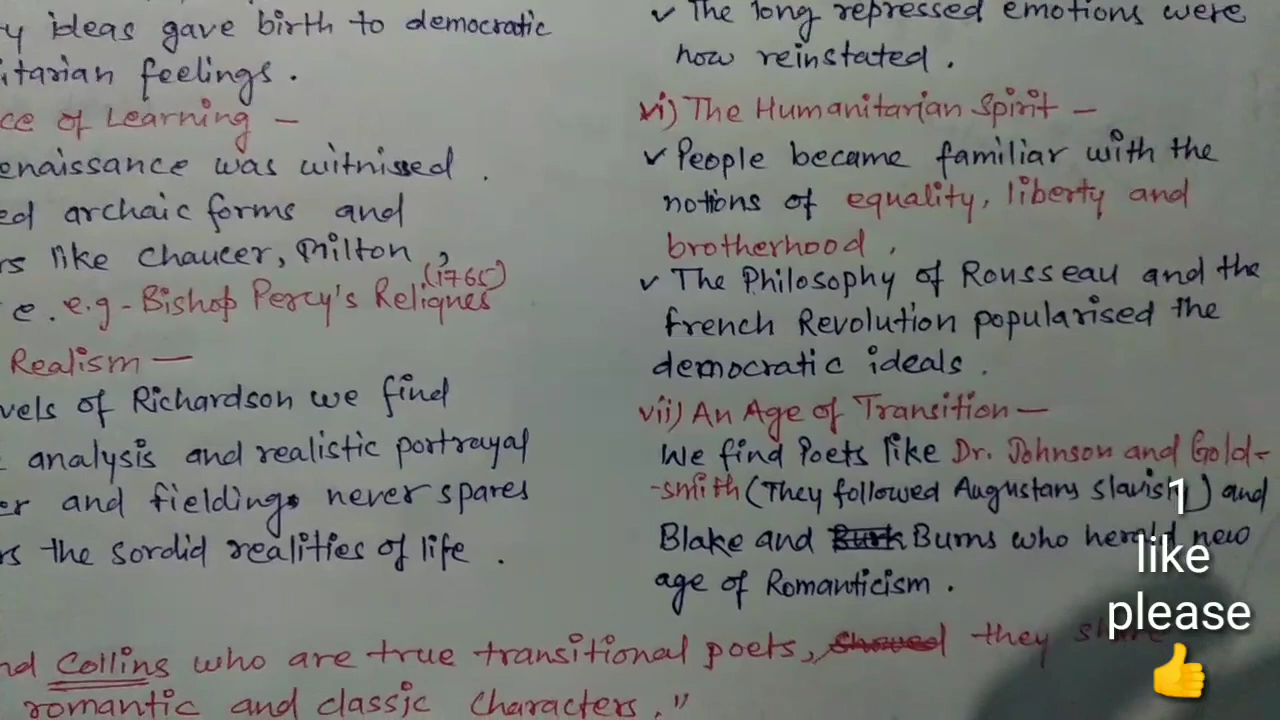 y ideas gave birth to democratic
itarian feelings.
ce of Learning -
enaissance was witnissed.
ed archaic forms and
rs like Chaucer, Milton,
e. e.g - Bishop Percy's Reliques (1765)
Realism -
vels of Richardson we find
analysis and realistic portrayal
er and fielding never spares
rs the sordid realities of life.
✓ The long repressed emotions were
now reinstated.
vi) The Humanitarian Spirit -
✓ People became familiar with the
notions of equality, liberty and
brotherhood,
✓ The Philosophy of Rousseau and the
french Revolution popularised the
democratic ideals.
vii) An Age of Transition -
We find Poets like Dr. Johnson and Gold-
-smith (They followed Augustans slavish) and
Blake and Burns who herald new
age of Romanticism.
nd Collins who are true transitional poets, they share
romantic and classic characters."
1
like
please
👍